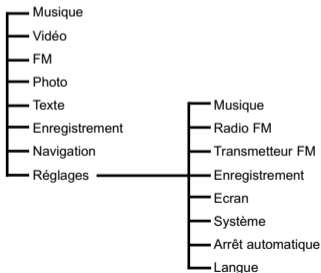 Musique
Vidéo
FM
Photo
Texte
Enregistrement
Navigation
Réglages
Musique
Radio FM
Transmetteur FM
Enregistrement
Ecran
Système
Arrêt automatique
Langue